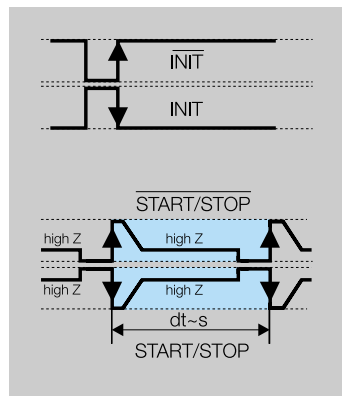 INIT
INIT
START/STOP
high Z
high Z
high Z
high Z
dt~s
START/STOP